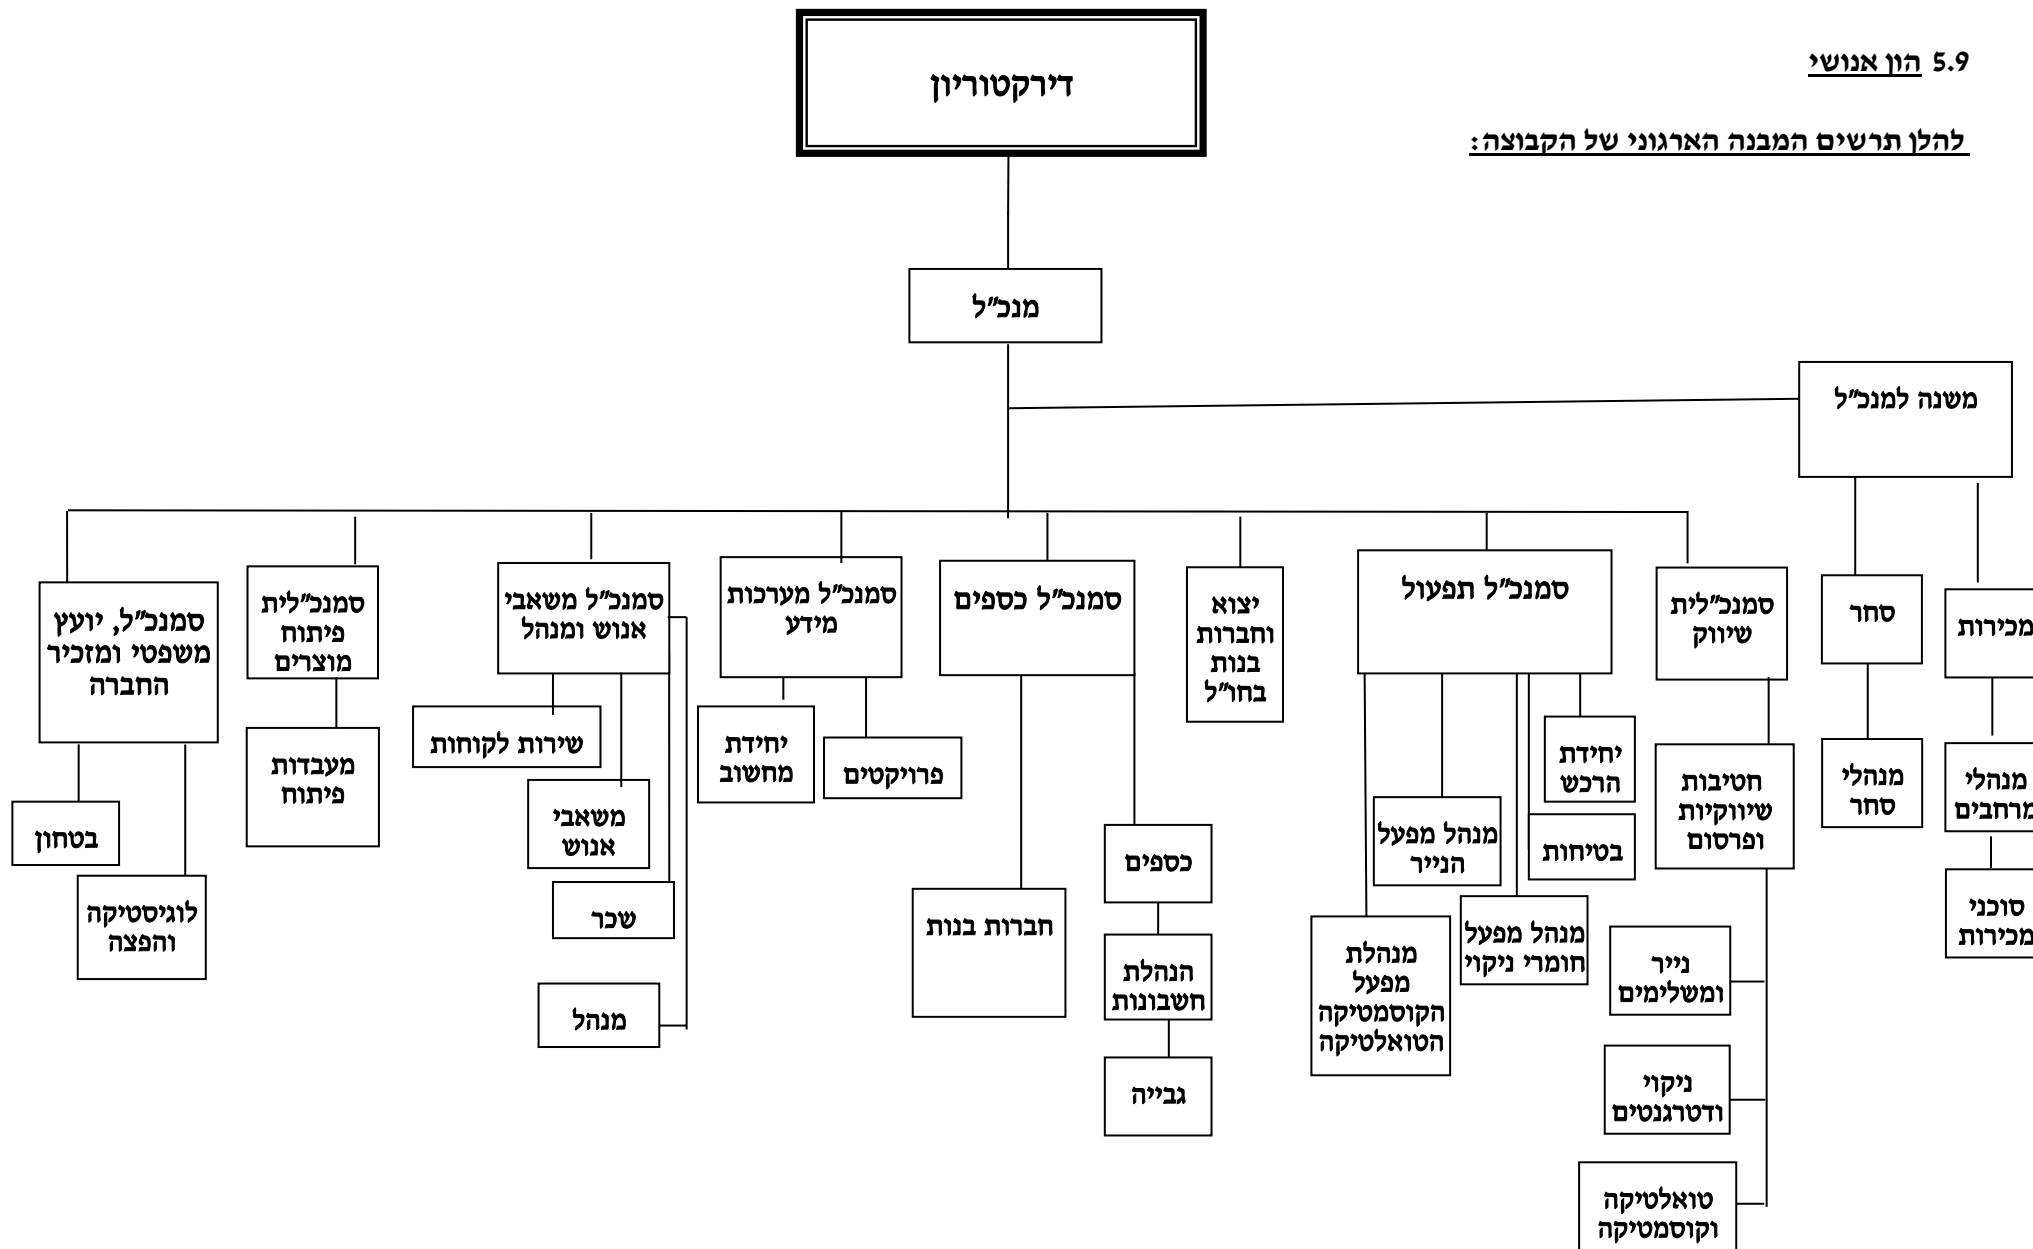 5.9 הון אנושי
להלן תרשים המבנה הארגוני של הקבוצה:
דירקטוריון
מנכ"ל
משנה למנכ"ל
מכירות
מנהלי
מרחבים
סוכני
מכירות
סחר
מנהלי
סחר
סמנכ"לית
שיווק
חטיבות
שיווקיות
ופרסום
נייר
ומשלימים
ניקוי
ודטרגנטים
טואלטיקה
וקוסמטיקה
סמנכ"ל תפעול
יחידת
הרכש
בטיחות
מנהל מפעל
חומרי ניקוי
מנהל מפעל
הנייר
מנהלת
מפעל
הקוסמטיקה
הטואלטיקה
יצוא
וחברות
בנות
בחו"ל
סמנכ"ל כספים
כספים
הנהלת
חשבונות
גבייה
חברות בנות
סמנכ"ל מערכות
מידע
פרויקטים
יחידת
מחשוב
סמנכ"ל משאבי
אנוש ומנהל
שירות לקוחות
משאבי
אנוש
שכר
מנהל
סמנכ"לית
פיתוח
מוצרים
מעבדות
פיתוח
סמנכ"ל, יועץ
משפטי ומזכיר
החברה
בטחון
לוגיסטיקה
והפצה